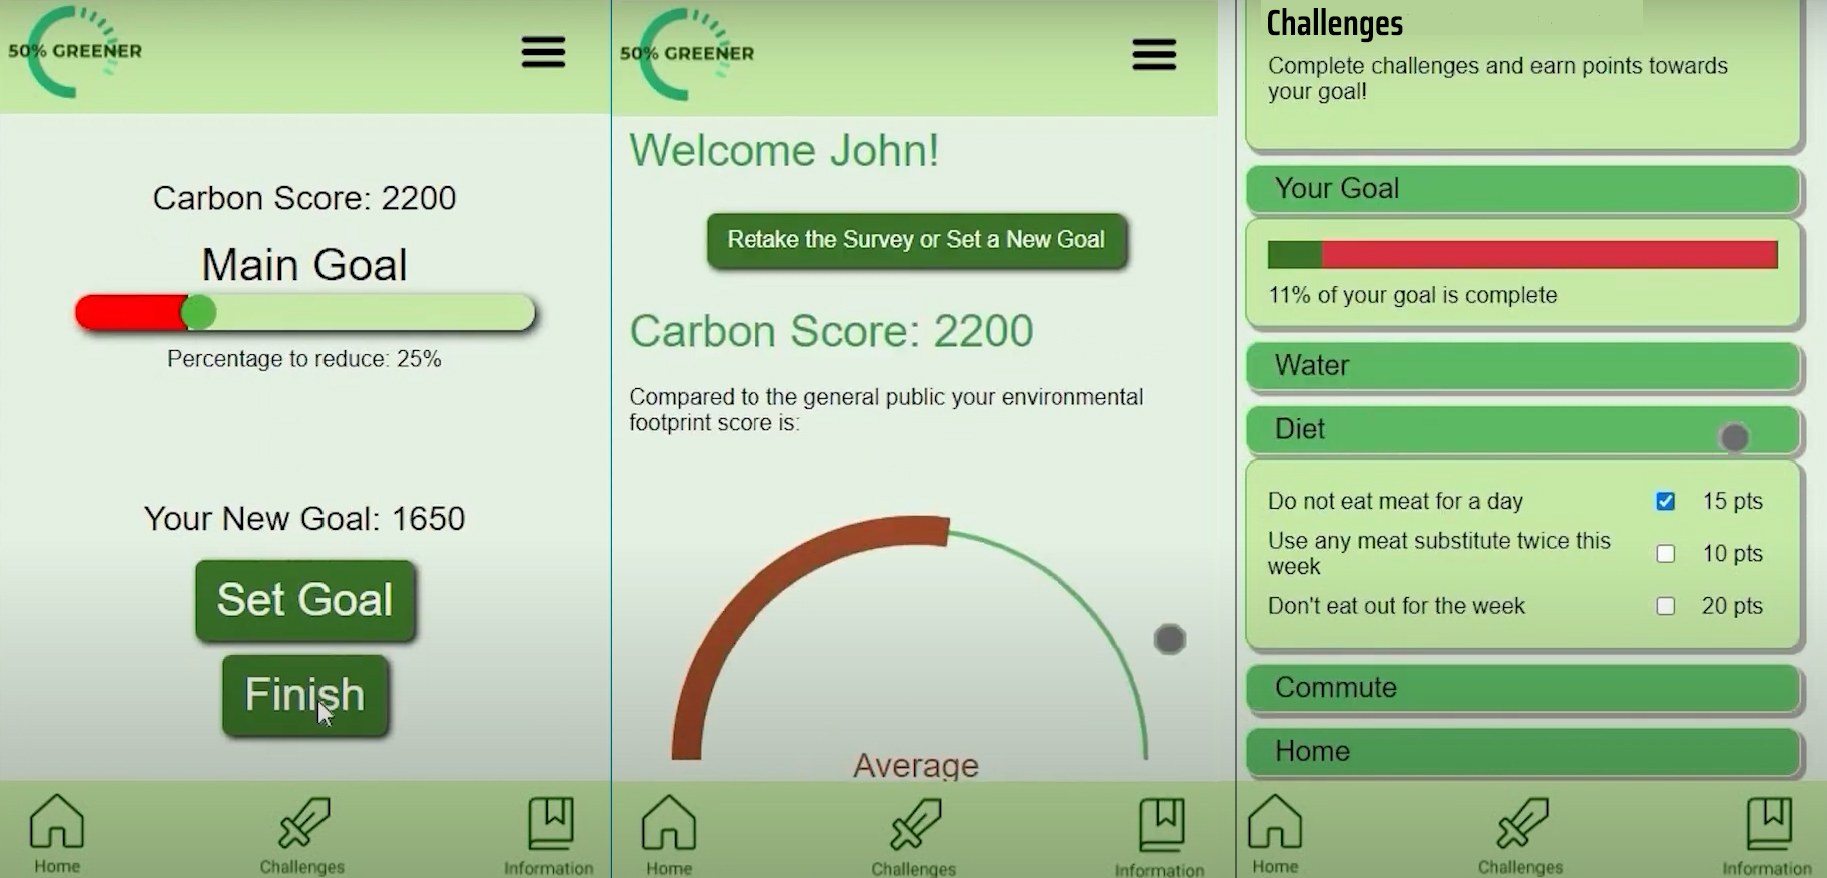 50% GREENER
Carbon Score: 2200
Main Goal
Percentage to reduce: 25%
Your New Goal: 1650
Set Goal
Finish
Home
Challenges
Information
50% GREENER
Welcome John!
Retake the Survey or Set a New Goal
Carbon Score: 2200
Compared to the general public your environmental
footprint score is:
Average
Home
Challenges
Information
Challenges
Complete challenges and earn points towards
your goal!
Your Goal
11% of your goal is complete
Water
Diet
Do not eat meat for a day 15 pts
Use any meat substitute twice this
week 10 pts
Don't eat out for the week 20 pts
Commute
Home
Home
Challenges
Information